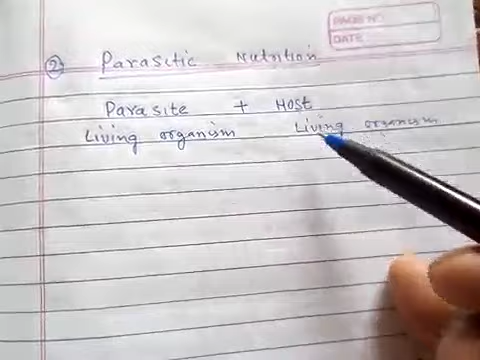 PAGE NO
DATE
② Parasitic Nutrition
Parasite + Host
Living organism Living organism